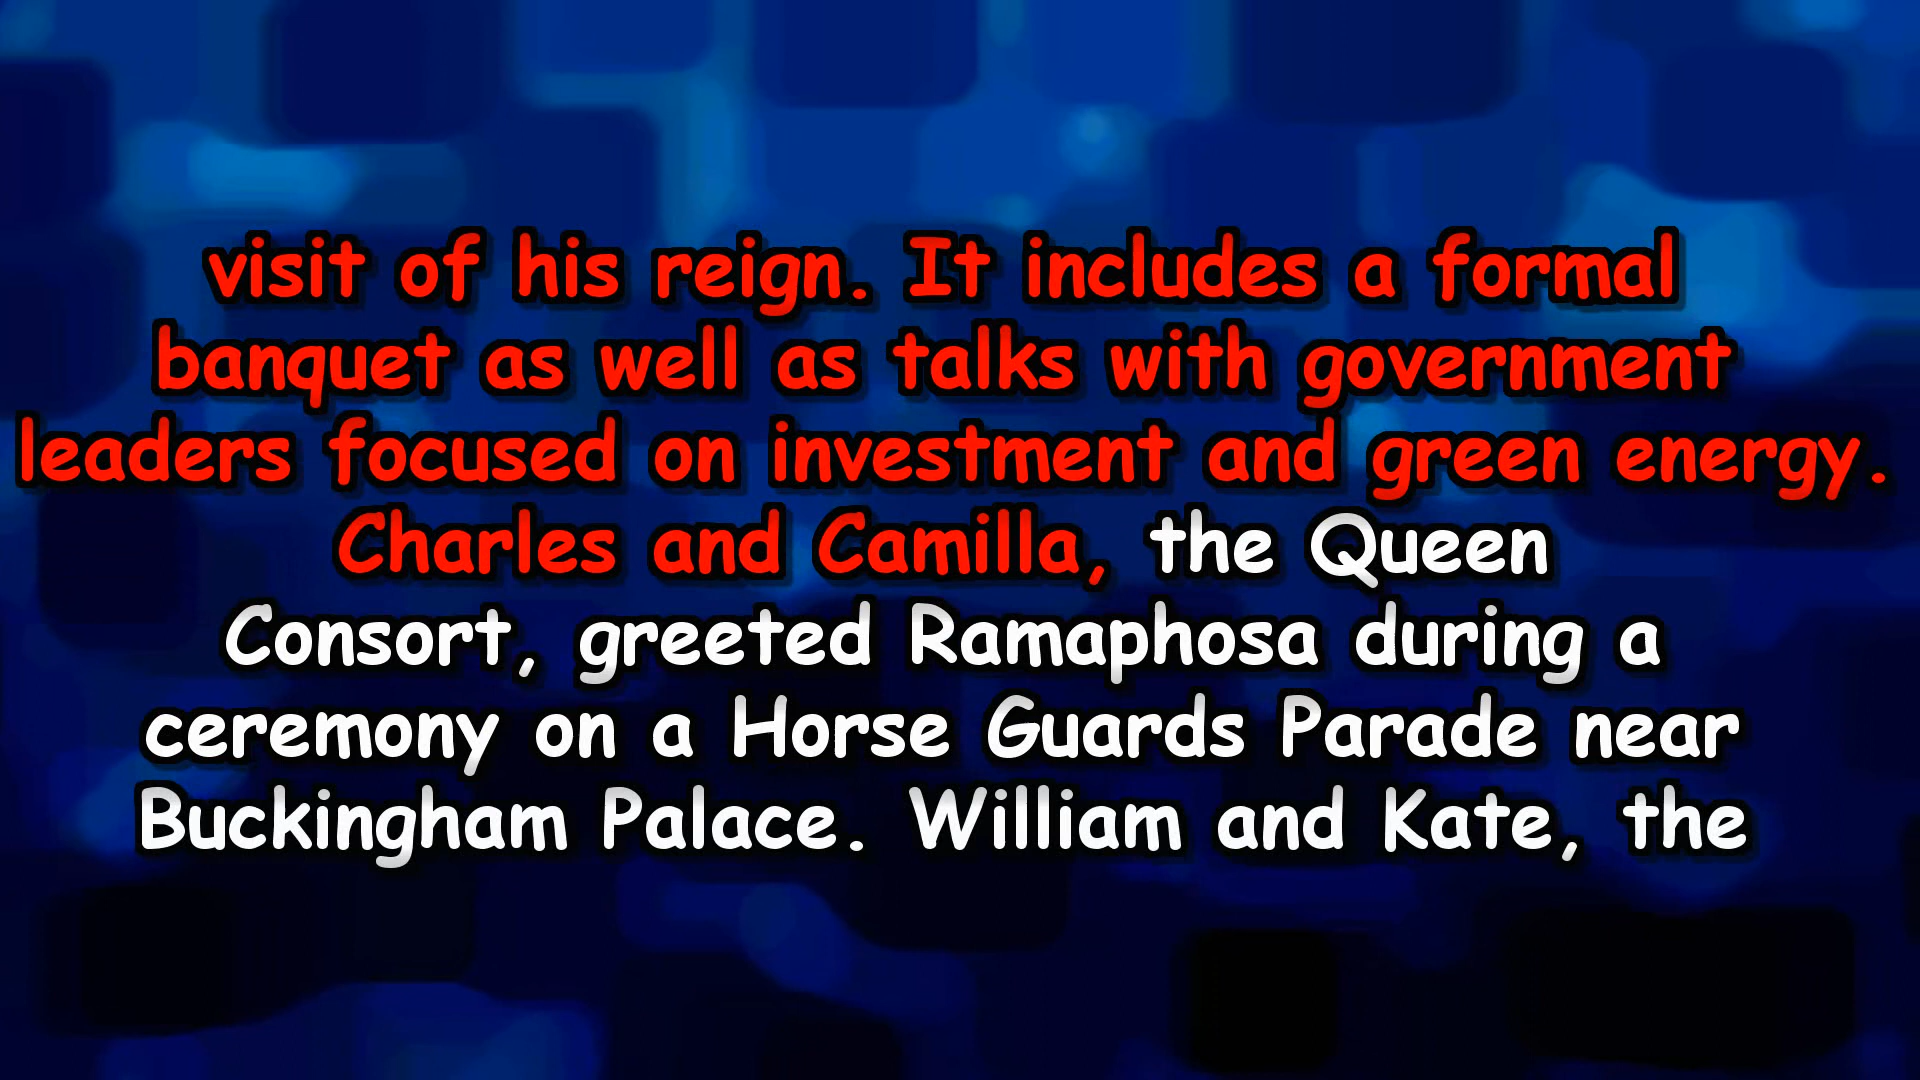 visit of his reign. It includes a formal
banquet as well as talks with government
leaders focused on investment and green energy.
Charles and Camilla, the Queen
Consort, greeted Ramaphosa during a
ceremony on a Horse Guards Parade near
Buckingham Palace. William and Kate, the